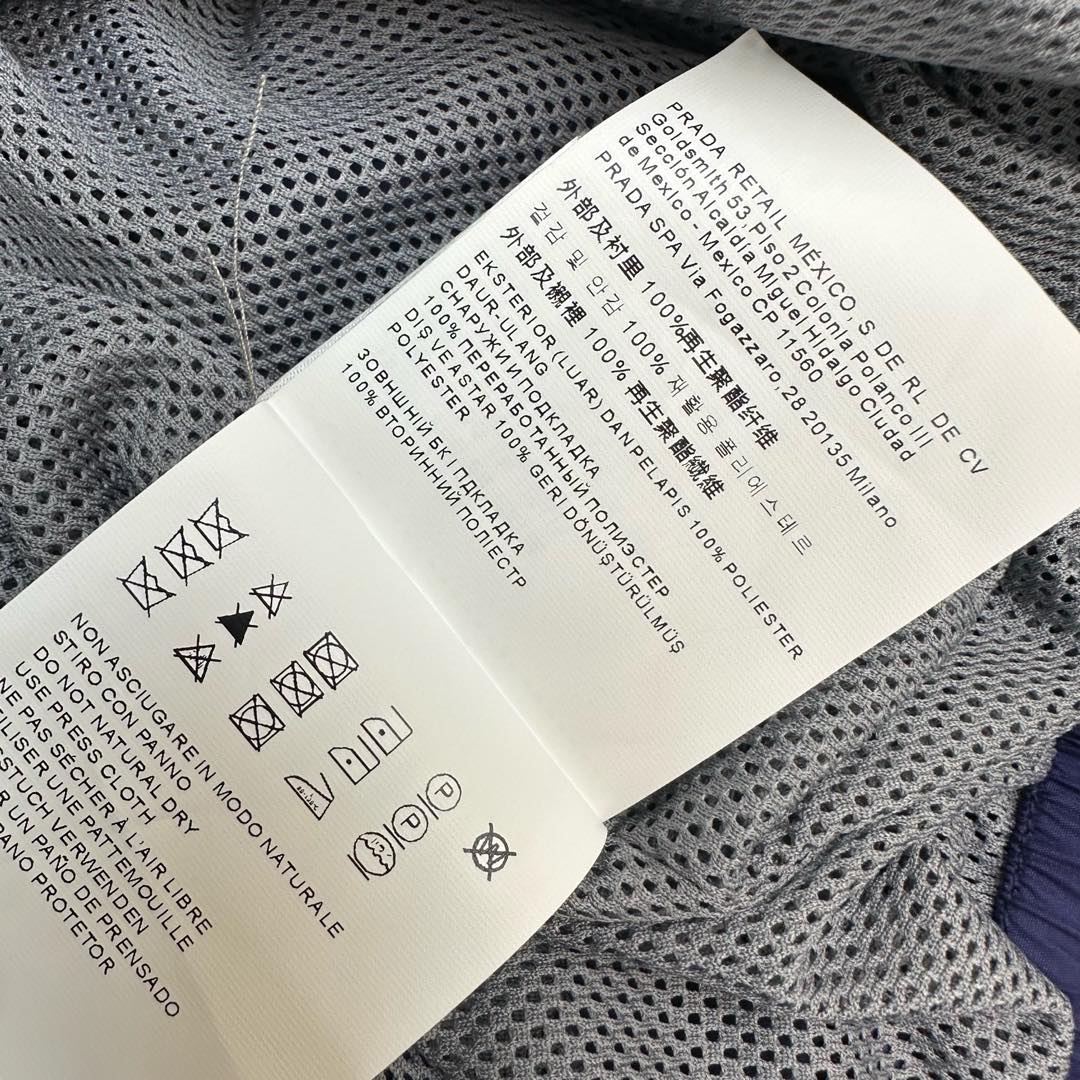 PRADA RETAIL MÉXICO S DE RL DE CV
Goldsmith 53 Piso 2 Colonia Polanco III
Sección Alcaldía Miguel Hidalgo Ciudad
de Mexico - Mexico CP 11560
PRADA SPA Via Fogazzaro, 28 20135 Milano
外部及衬里 100%再生聚酯纤维
겉감 및 안감 100% 재활용폴리에스테르
外部及襯裡 100% 再生聚酯纖維
EKSTERIOR (LUAR) DAN PELAPIS 100% POLIESTER
DAUR-ULANG
СНАРУЖИ И ПОДКЛАДКА
100% ПЕРЕРАБОТАННЫЙ ПОЛИЭСТЕР
DIŞ VE ASTAR 100% GERI DÖNÜŞTÜRÜLMÜŞ
POLYESTER
ЗОВНІШНІЙ БК І ПДКЛАДКА
100% ВТОРИННИЙ ПОЛІЕСТР
P
P
NON ASCIUGARE IN MODO NATURALE
STIRO CON PANNO
DO NOT NATURAL DRY
USE PRESS CLOTH
NE PAS SÉCHER À L'AIR LIBRE
UTILISER UNE PATTEMOUILLE
VERWENDEN
UN PAÑO DE PRENSADO
PANO PROTETOR